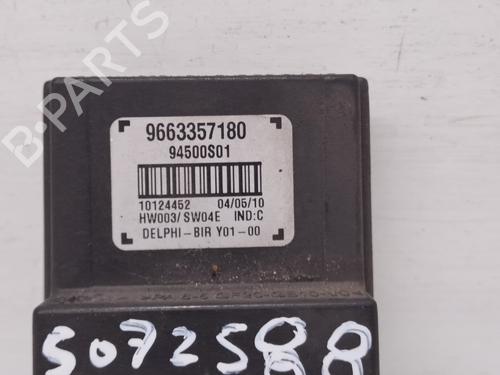 B-PARTS
9663357180
94500S01
10124452 04/05/10
HW003/SW04E IND:C
DELPHI-BIR Y01-00
5072588